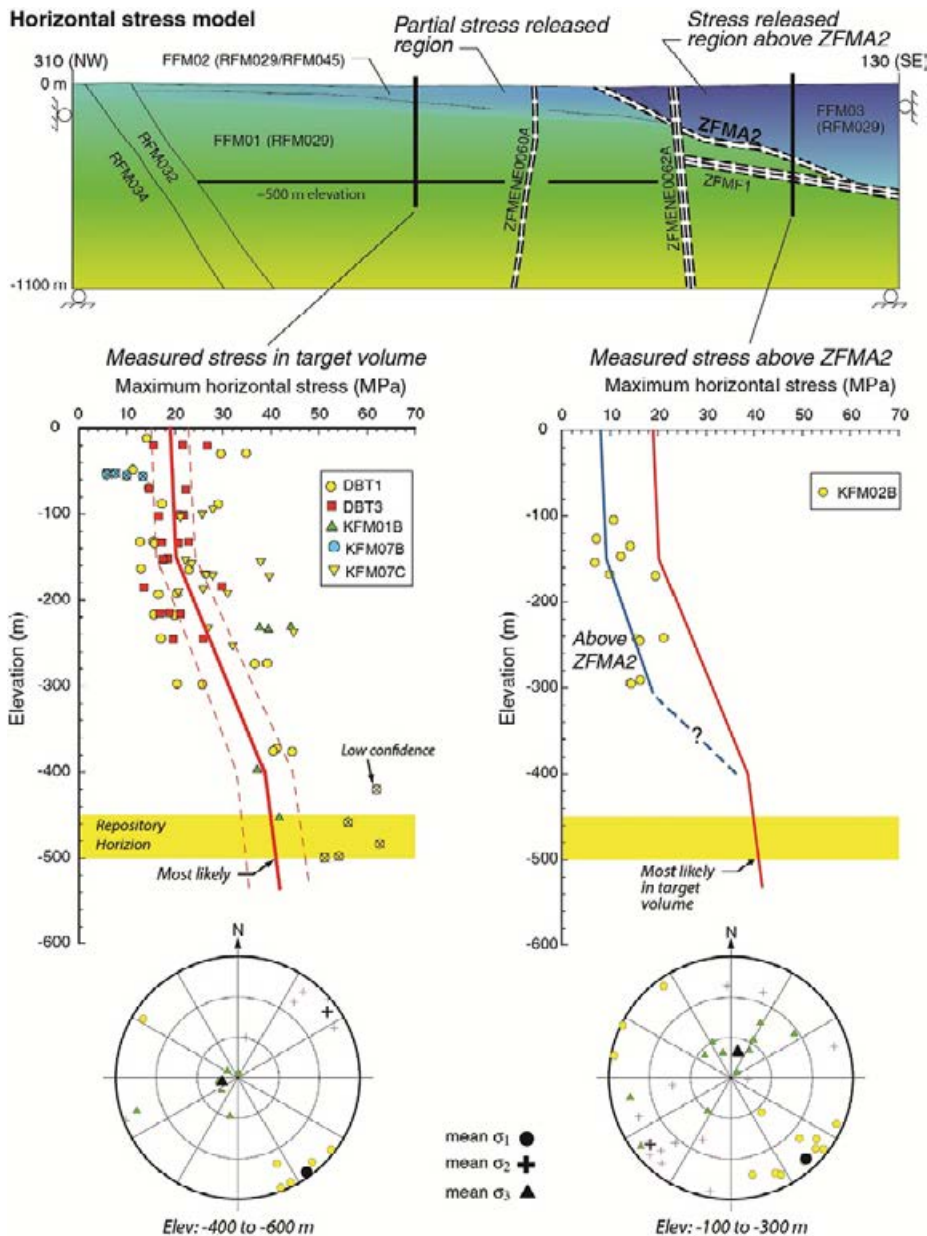 Horizontal stress model
Partial stress released
region
Stress released
region above ZFMA2
310 (NW)
FFM02 (RFM029/RFM045)
130 (SE)
0 m
FFM03
(RFM029)
ZFMA2
FFM01 (RFM029)
RFM032
RFM034
ZFMENE0060A
ZFMENE0062A
ZFMF1
-500 m elevation
-1100 m
Measured stress in target volume
Maximum horizontal stress (MPa)
0 10 20 30 40 50 60 70
0
-100
-200
-300
-400
-500
-600
Elevation (m)
DBT1
DBT3
KFM01B
KFM07B
KFM07C
Low confidence
Repository
Horizion
Most likely
Measured stress above ZFMA2
Maximum horizontal stress (MPa)
0 10 20 30 40 50 60 70
0
-100
-200
-300
-400
-500
-600
Elevation (m)
KFM02B
Above
ZFMA2
?
Most likely
in target
volume
N
Elev: -400 to -600 m
mean σ1
mean σ2
mean σ3
N
Elev: -100 to -300 m